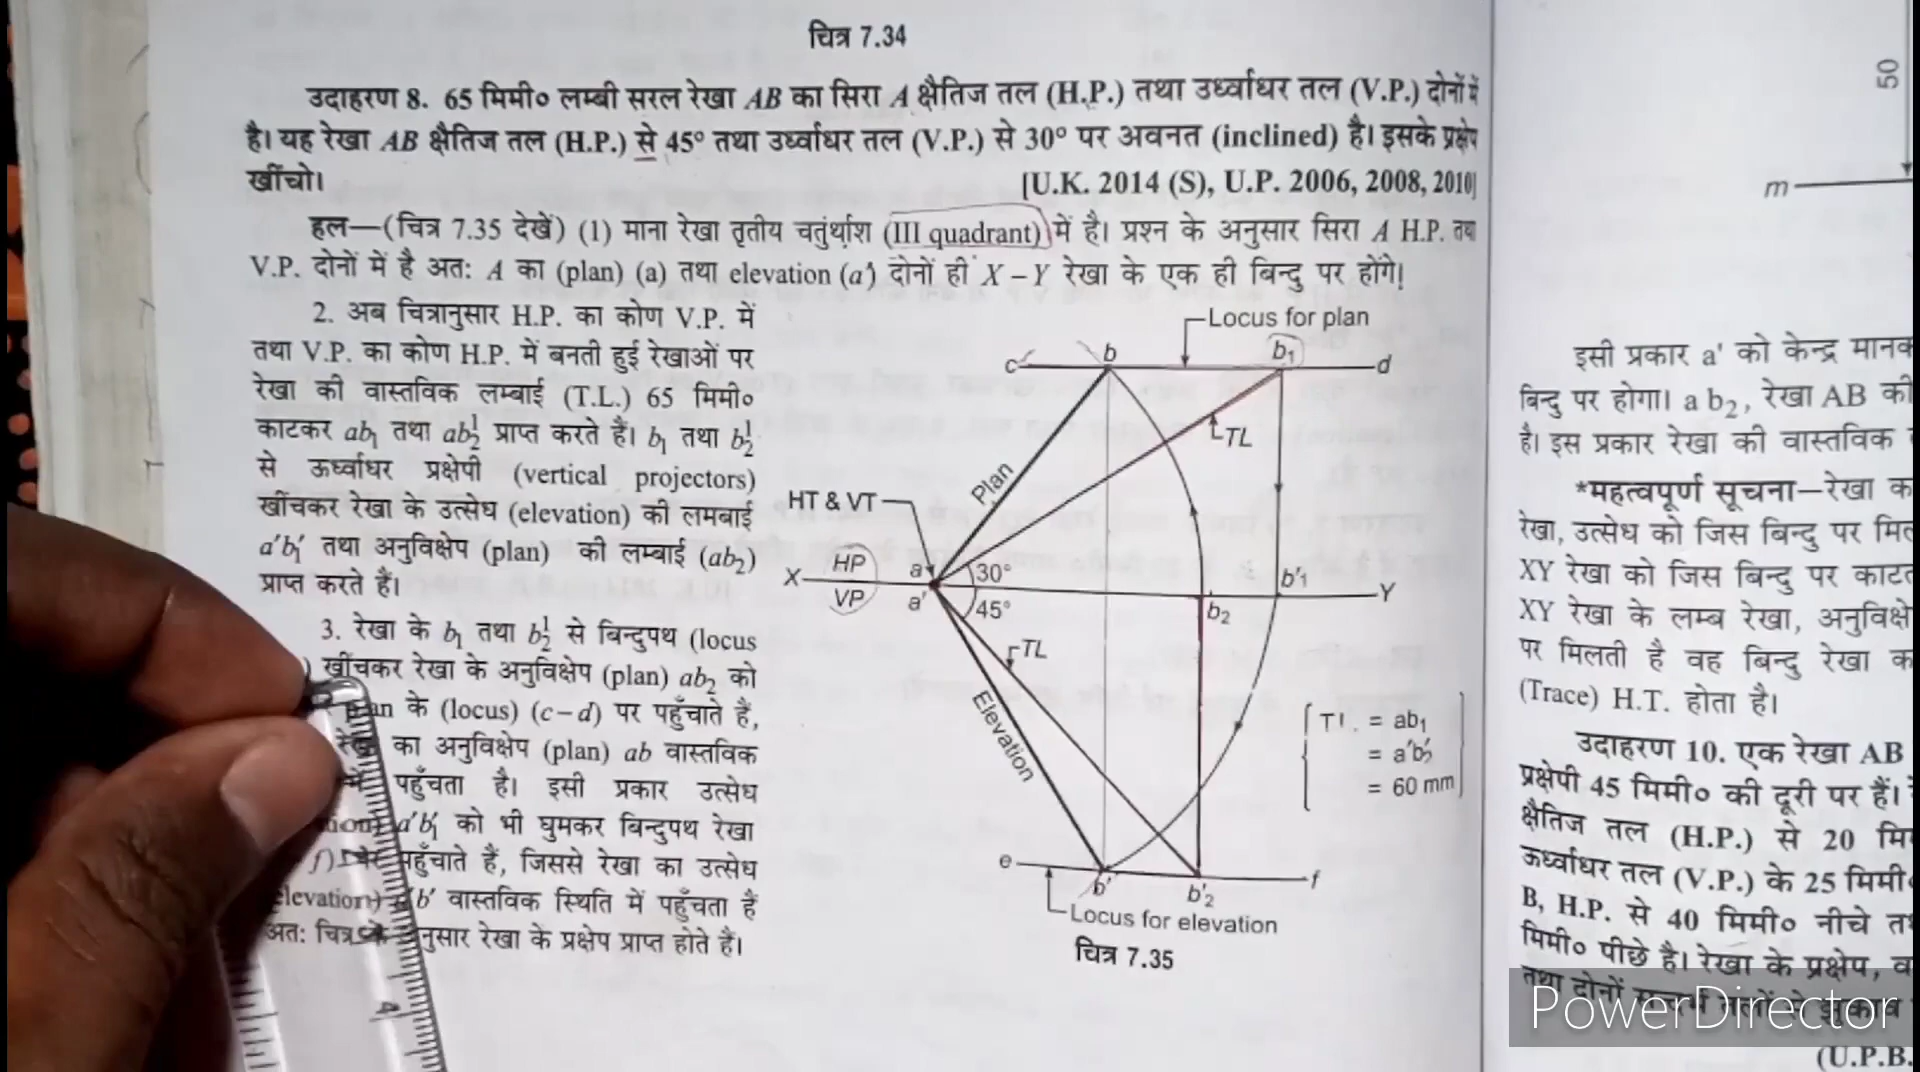 चित्र 7.34
उदाहरण 8. 65 मिमी० लम्बी सरल रेखा AB का सिरा A क्षैतिज तल (H.P.) तथा उर्ध्वाधर तल (V.P.) दोनों में
है। यह रेखा AB क्षैतिज तल (H.P.) से 45° तथा उर्ध्वाधर तल (V.P.) से 30° पर अवनत (inclined) है। इसके प्रक्षेप
खींचो।
[U.K. 2014 (S), U.P. 2006, 2008, 2010]
हल—(चित्र 7.35 देखें) (1) माना रेखा तृतीय चतुंर्थाश (III quadrant) में है। प्रश्न के अनुसार सिरा A H.P. तथा
V.P. दोनों में है अत: A का (plan) (a) तथा elevation (a') दोनों ही X – Y रेखा के एक ही बिन्दु पर होंगे।
2. अब चित्रानुसार H.P. का कोण V.P. में
तथा V.P. का कोण H.P. में बनती हुई रेखाओं पर
रेखा की वास्तविक लम्बाई (T.L.) 65 मिमी०
काटकर ab₁ तथा ab₂¹ प्राप्त करते हैं। b₁ तथा b₂¹
से ऊर्ध्वाधर प्रक्षेपी (vertical projectors)
खींचकर रेखा के उत्सेध (elevation) की लमबाई
a'b₁' तथा अनुविक्षेप (plan) की लम्बाई (ab₂)
प्राप्त करते हैं।
3. रेखा के b₁ तथा b₂¹ से बिन्दुपथ (locus
) खींचकर रेखा के अनुविक्षेप (plan) ab₂ को
के (locus) (c – d) पर पहुँचाते हैं,
का अनुविक्षेप (plan) ab वास्तविक
पहुँचता है। इसी प्रकार उत्सेध
a'b₁' को भी घुमकर बिन्दुपथ रेखा
पहुँचाते हैं, जिससे रेखा का उत्सेध
elevation) b' वास्तविक स्थिति में पहुँचता है
अत: रेखा के प्रक्षेप प्राप्त होते हैं।
Locus for plan
c b b₁ d
TL
Plan
HT & VT
HP
X a 30° b'₁ Y
VP a' 45° b₂
TL
Elevation
= ab₁
= a'b'₂
= 60 mm
e f
b' b'₂
Locus for elevation
चित्र 7.35
50
m
इसी प्रकार a' को केन्द्र
बिन्दु पर होगा। a b₂, रेखा AB की
है। इस प्रकार रेखा की वास्तविक
*महत्वपूर्ण सूचना—रेखा
रेखा, उत्सेध को जिस बिन्दु पर
XY रेखा को जिस बिन्दु पर
XY रेखा के लम्ब रेखा,
पर मिलती है वह बिन्दु रेखा
(Trace) H.T. होता है।
उदाहरण 10. एक रेखा AB
प्रक्षेपी 45 मिमी० की दूरी पर हैं।
क्षैतिज तल (H.P.) से 20
ऊर्ध्वाधर तल (V.P.) के 25
B, H.P. से 40 मिमी० नीचे
मिमी० पीछे है। रेखा के प्रक्षेप,
तथा दोनों
PowerDirector
(U.P.B.
4